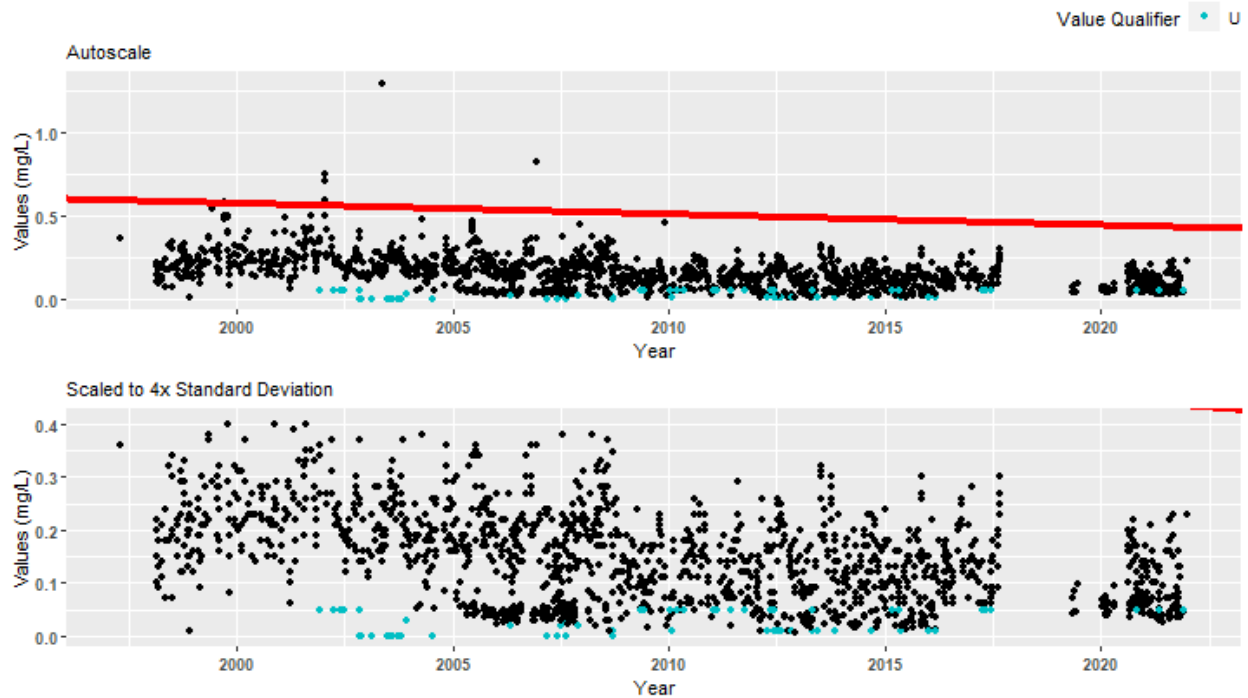 Value Qualifier U
Autoscale
Values (mg/L)
1.0
0.5
0.0
2000 2005 2010 2015 2020
Year
Scaled to 4x Standard Deviation
Values (mg/L)
0.4
0.3
0.2
0.1
0.0
2000 2005 2010 2015 2020
Year